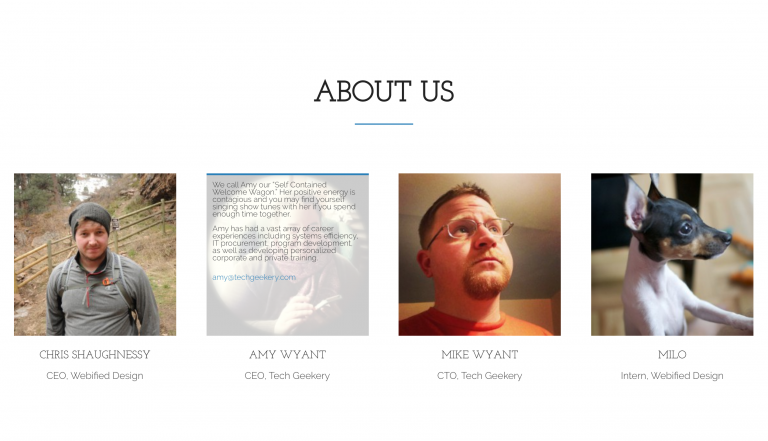 ABOUT US
We call Amy our "Self Contained
Welcome Wagon." Her positive energy is
contagious and you may find yourself
singing show tunes with her if you spend
enough time together.
Amy has had a vast array of career
experiences including systems efficiency,
IT procurement, program development,
as well as developing personalized
corporate and private training.
amy@techgeekery.com
CHRIS SHAUGHNESSY
CEO, Webified Design
AMY WYANT
CEO, Tech Geekery
MIKE WYANT
CTO, Tech Geekery
MILO
Intern, Webified Design